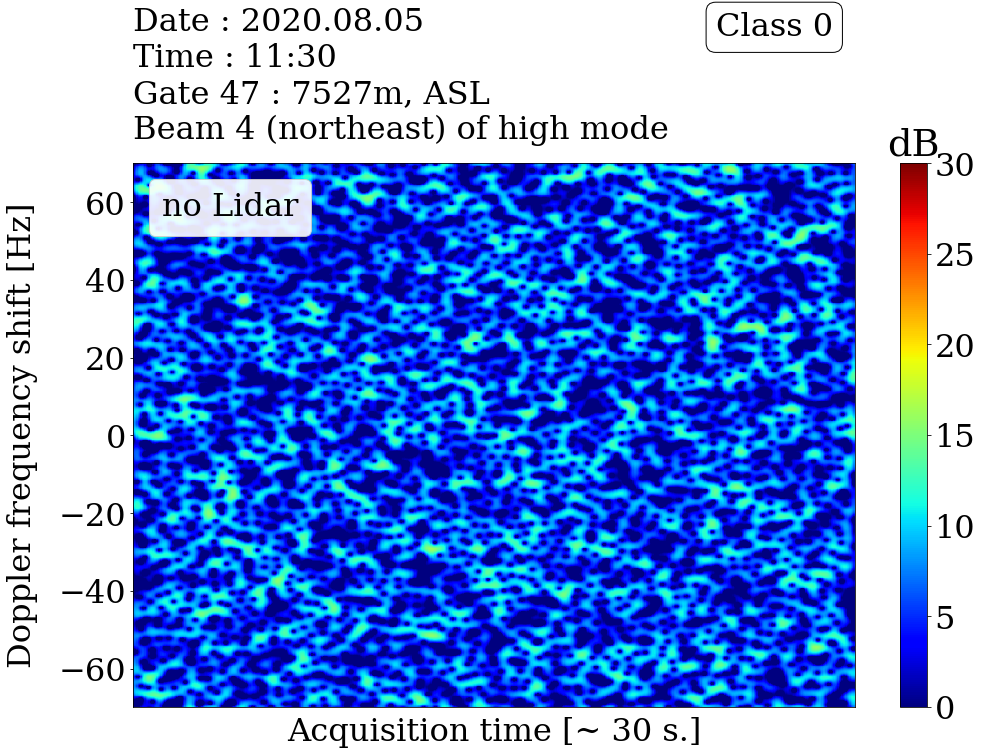 Date : 2020.08.05
Time : 11:30
Gate 47 : 7527m, ASL
Beam 4 (northeast) of high mode
Class 0
dB
no Lidar
Doppler frequency shift [Hz]
60
40
20
0
−20
−40
−60
Acquisition time [~ 30 s.]
30
25
20
15
10
5
0